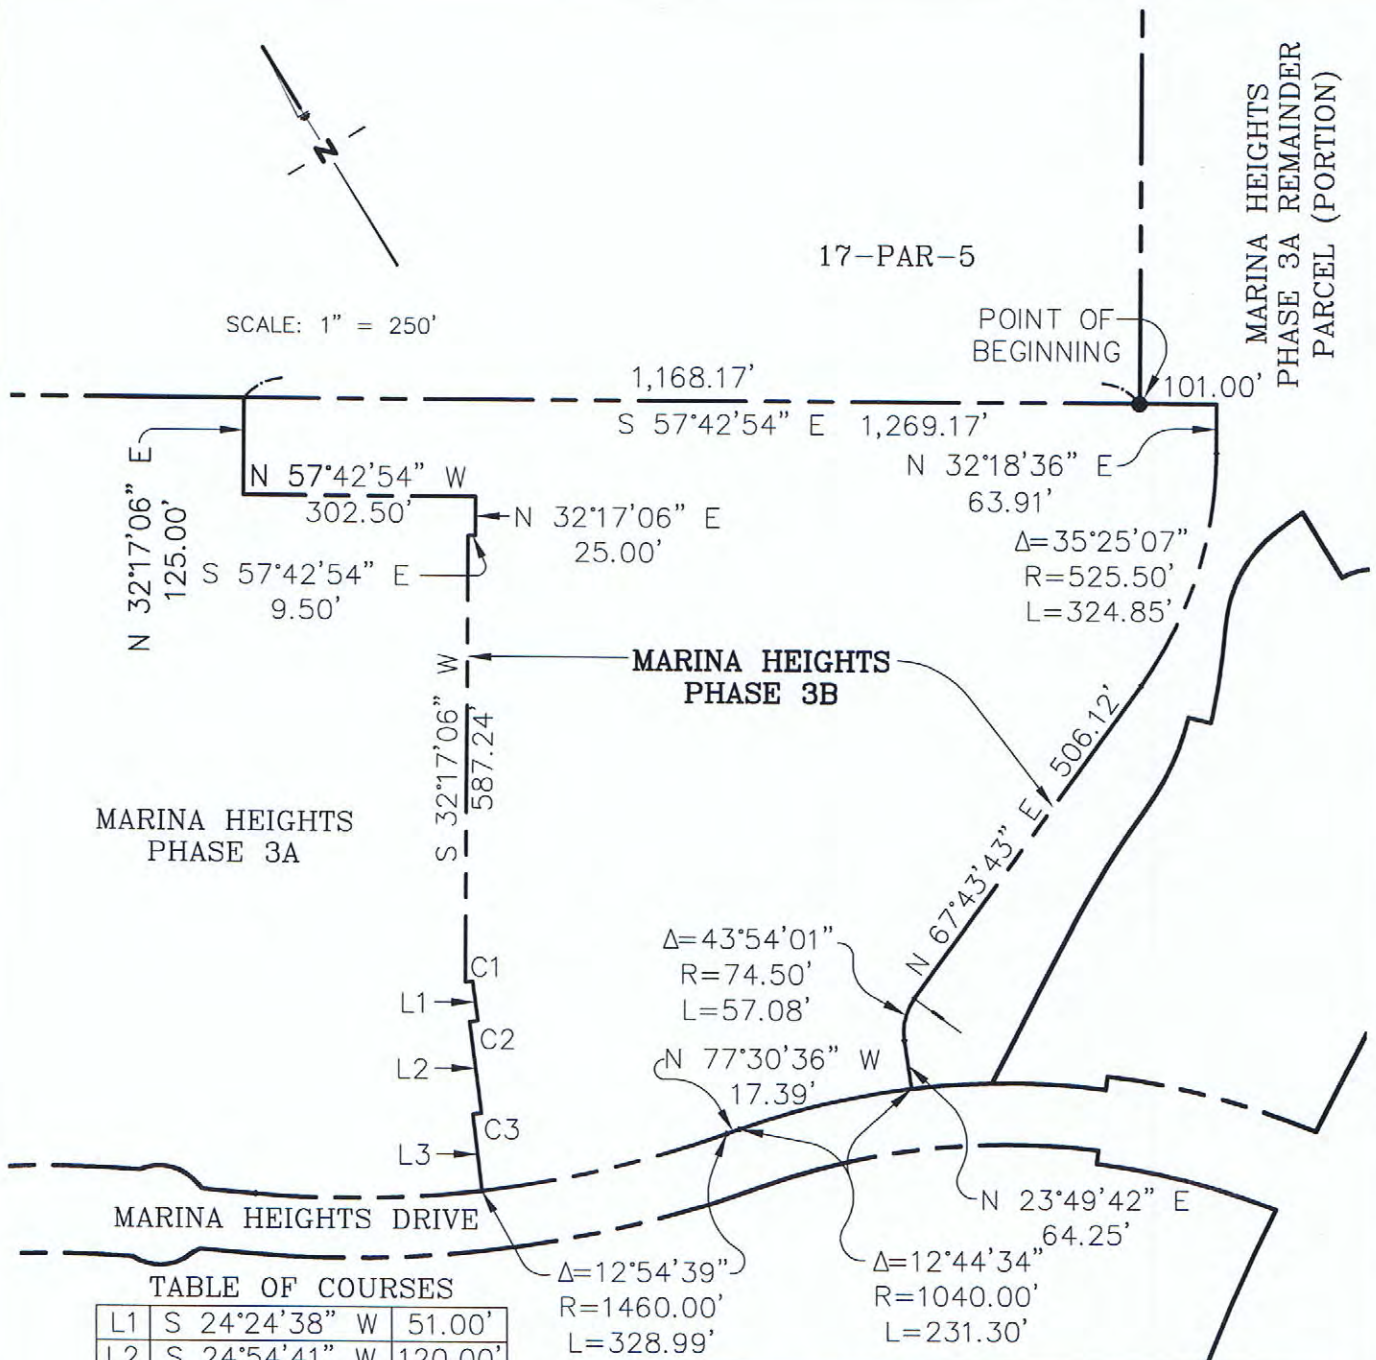 MARINA HEIGHTS
PHASE 3A REMAINDER
PARCEL (PORTION)
N
17-PAR-5
SCALE: 1" = 250'
POINT OF
BEGINNING
1,168.17'
101.00'
S 57°42'54" E 1,269.17'
N 32°18'36" E
63.91'
N 32°17'06" E
125.00'
N 57°42'54" W
302.50'
N 32°17'06" E
25.00'
S 57°42'54" E
9.50'
Δ=35°25'07"
R=525.50'
L=324.85'
MARINA HEIGHTS
PHASE 3B
S 32°17'06" W
587.24'
N 67°43'43" E 506.12'
MARINA HEIGHTS
PHASE 3A
Δ=43°54'01"
R=74.50'
L=57.08'
C1
L1
C2
L2
C3
L3
N 77°30'36" W
17.39'
N 23°49'42" E
64.25'
MARINA HEIGHTS DRIVE
Δ=12°54'39"
R=1460.00'
L=328.99'
Δ=12°44'34"
R=1040.00'
L=231.30'
TABLE OF COURSES
L1 S 24°24'38" W 51.00'
L2 S 24°54'41" W 120.00'